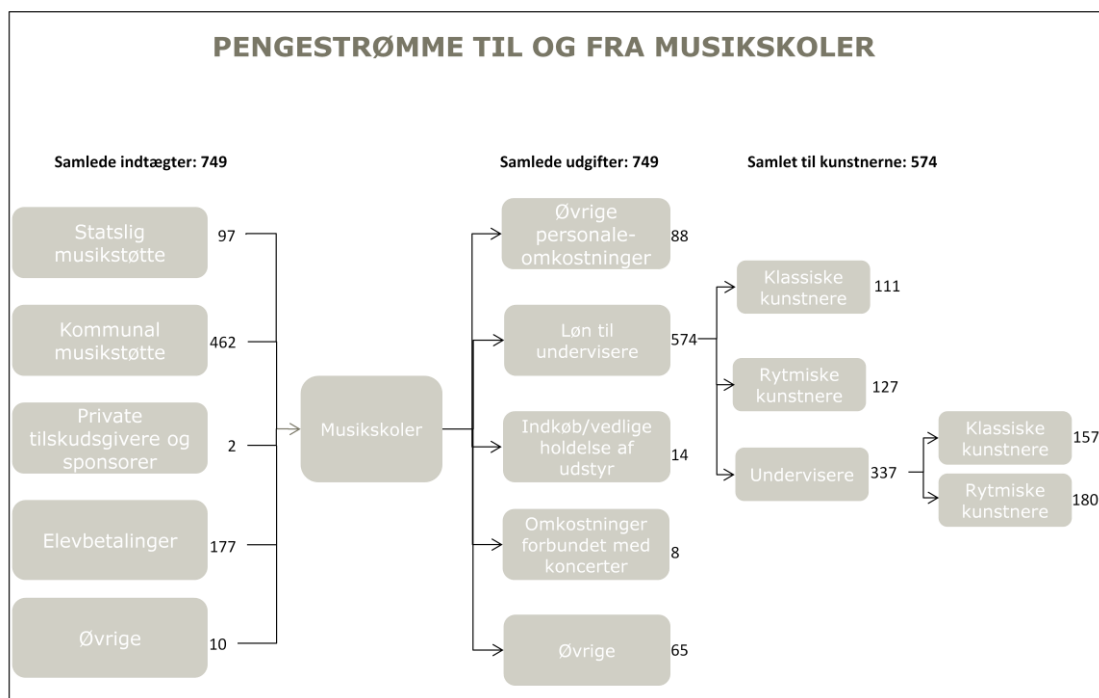 PENGESTRØMME TIL OG FRA MUSIKSKOLER
Samlede indtægter: 749
Samlede udgifter: 749
Samlet til kunstnerne: 574
Statslig
musikstøtte
97
Kommunal
musikstøtte
462
Private
tilskudsgivere og
sponsorer
2
Elevbetalinger
177
Øvrige
10
Musikskoler
Øvrige
personale-
omkostninger
88
Løn til
undervisere
574
Indkøb/vedlige
holdelse af
udstyr
14
Omkostninger
forbundet med
koncerter
8
Øvrige
65
Klassiske
kunstnere
111
Rytmiske
kunstnere
127
Undervisere
337
Klassiske
kunstnere
157
Rytmiske
kunstnere
180